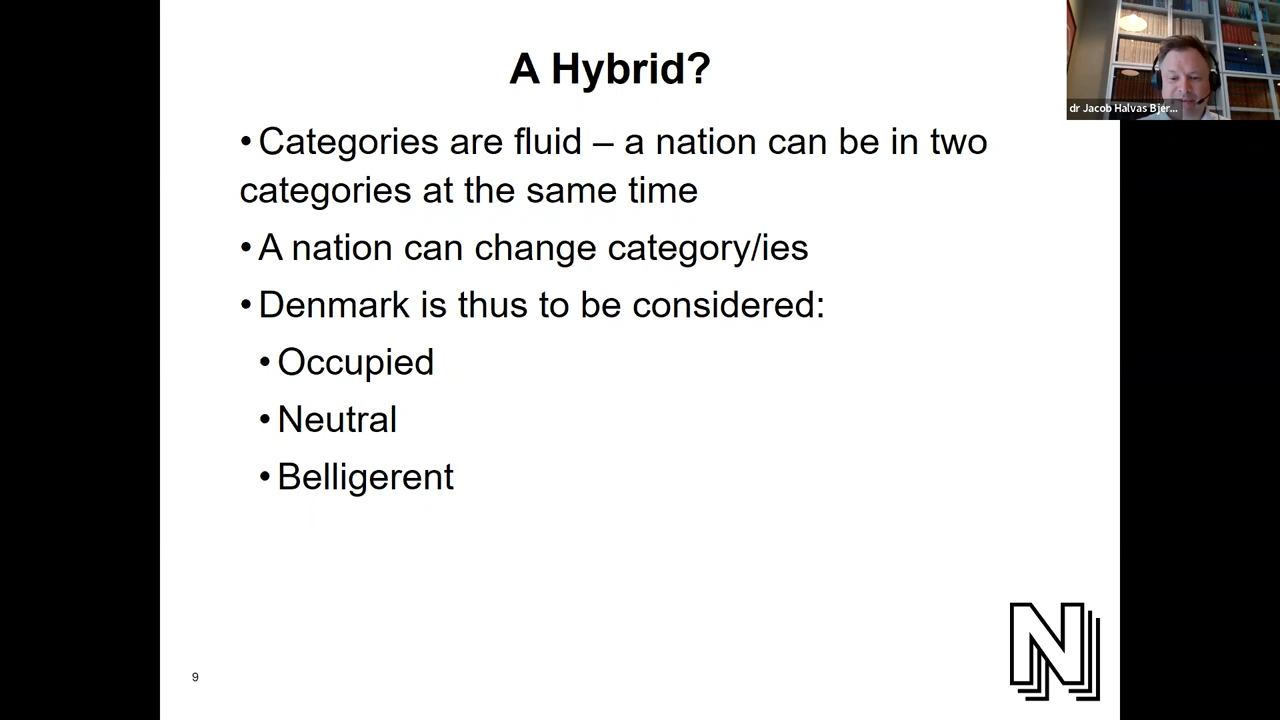 A Hybrid?
• Categories are fluid – a nation can be in two
categories at the same time
• A nation can change category/ies
• Denmark is thus to be considered:
• Occupied
• Neutral
• Belligerent
9
N
dr Jacob Halvas Bjer...